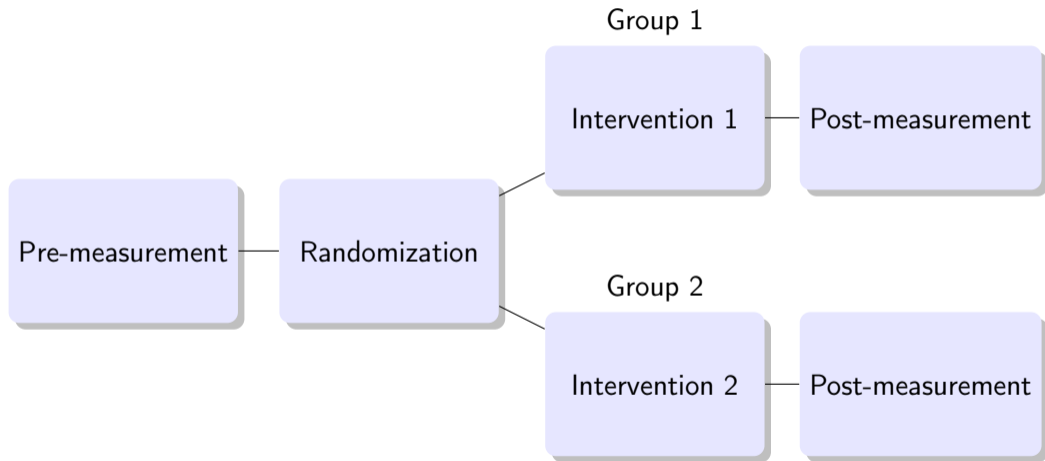 Group 1
Intervention 1
Post-measurement
Pre-measurement
Randomization
Group 2
Intervention 2
Post-measurement